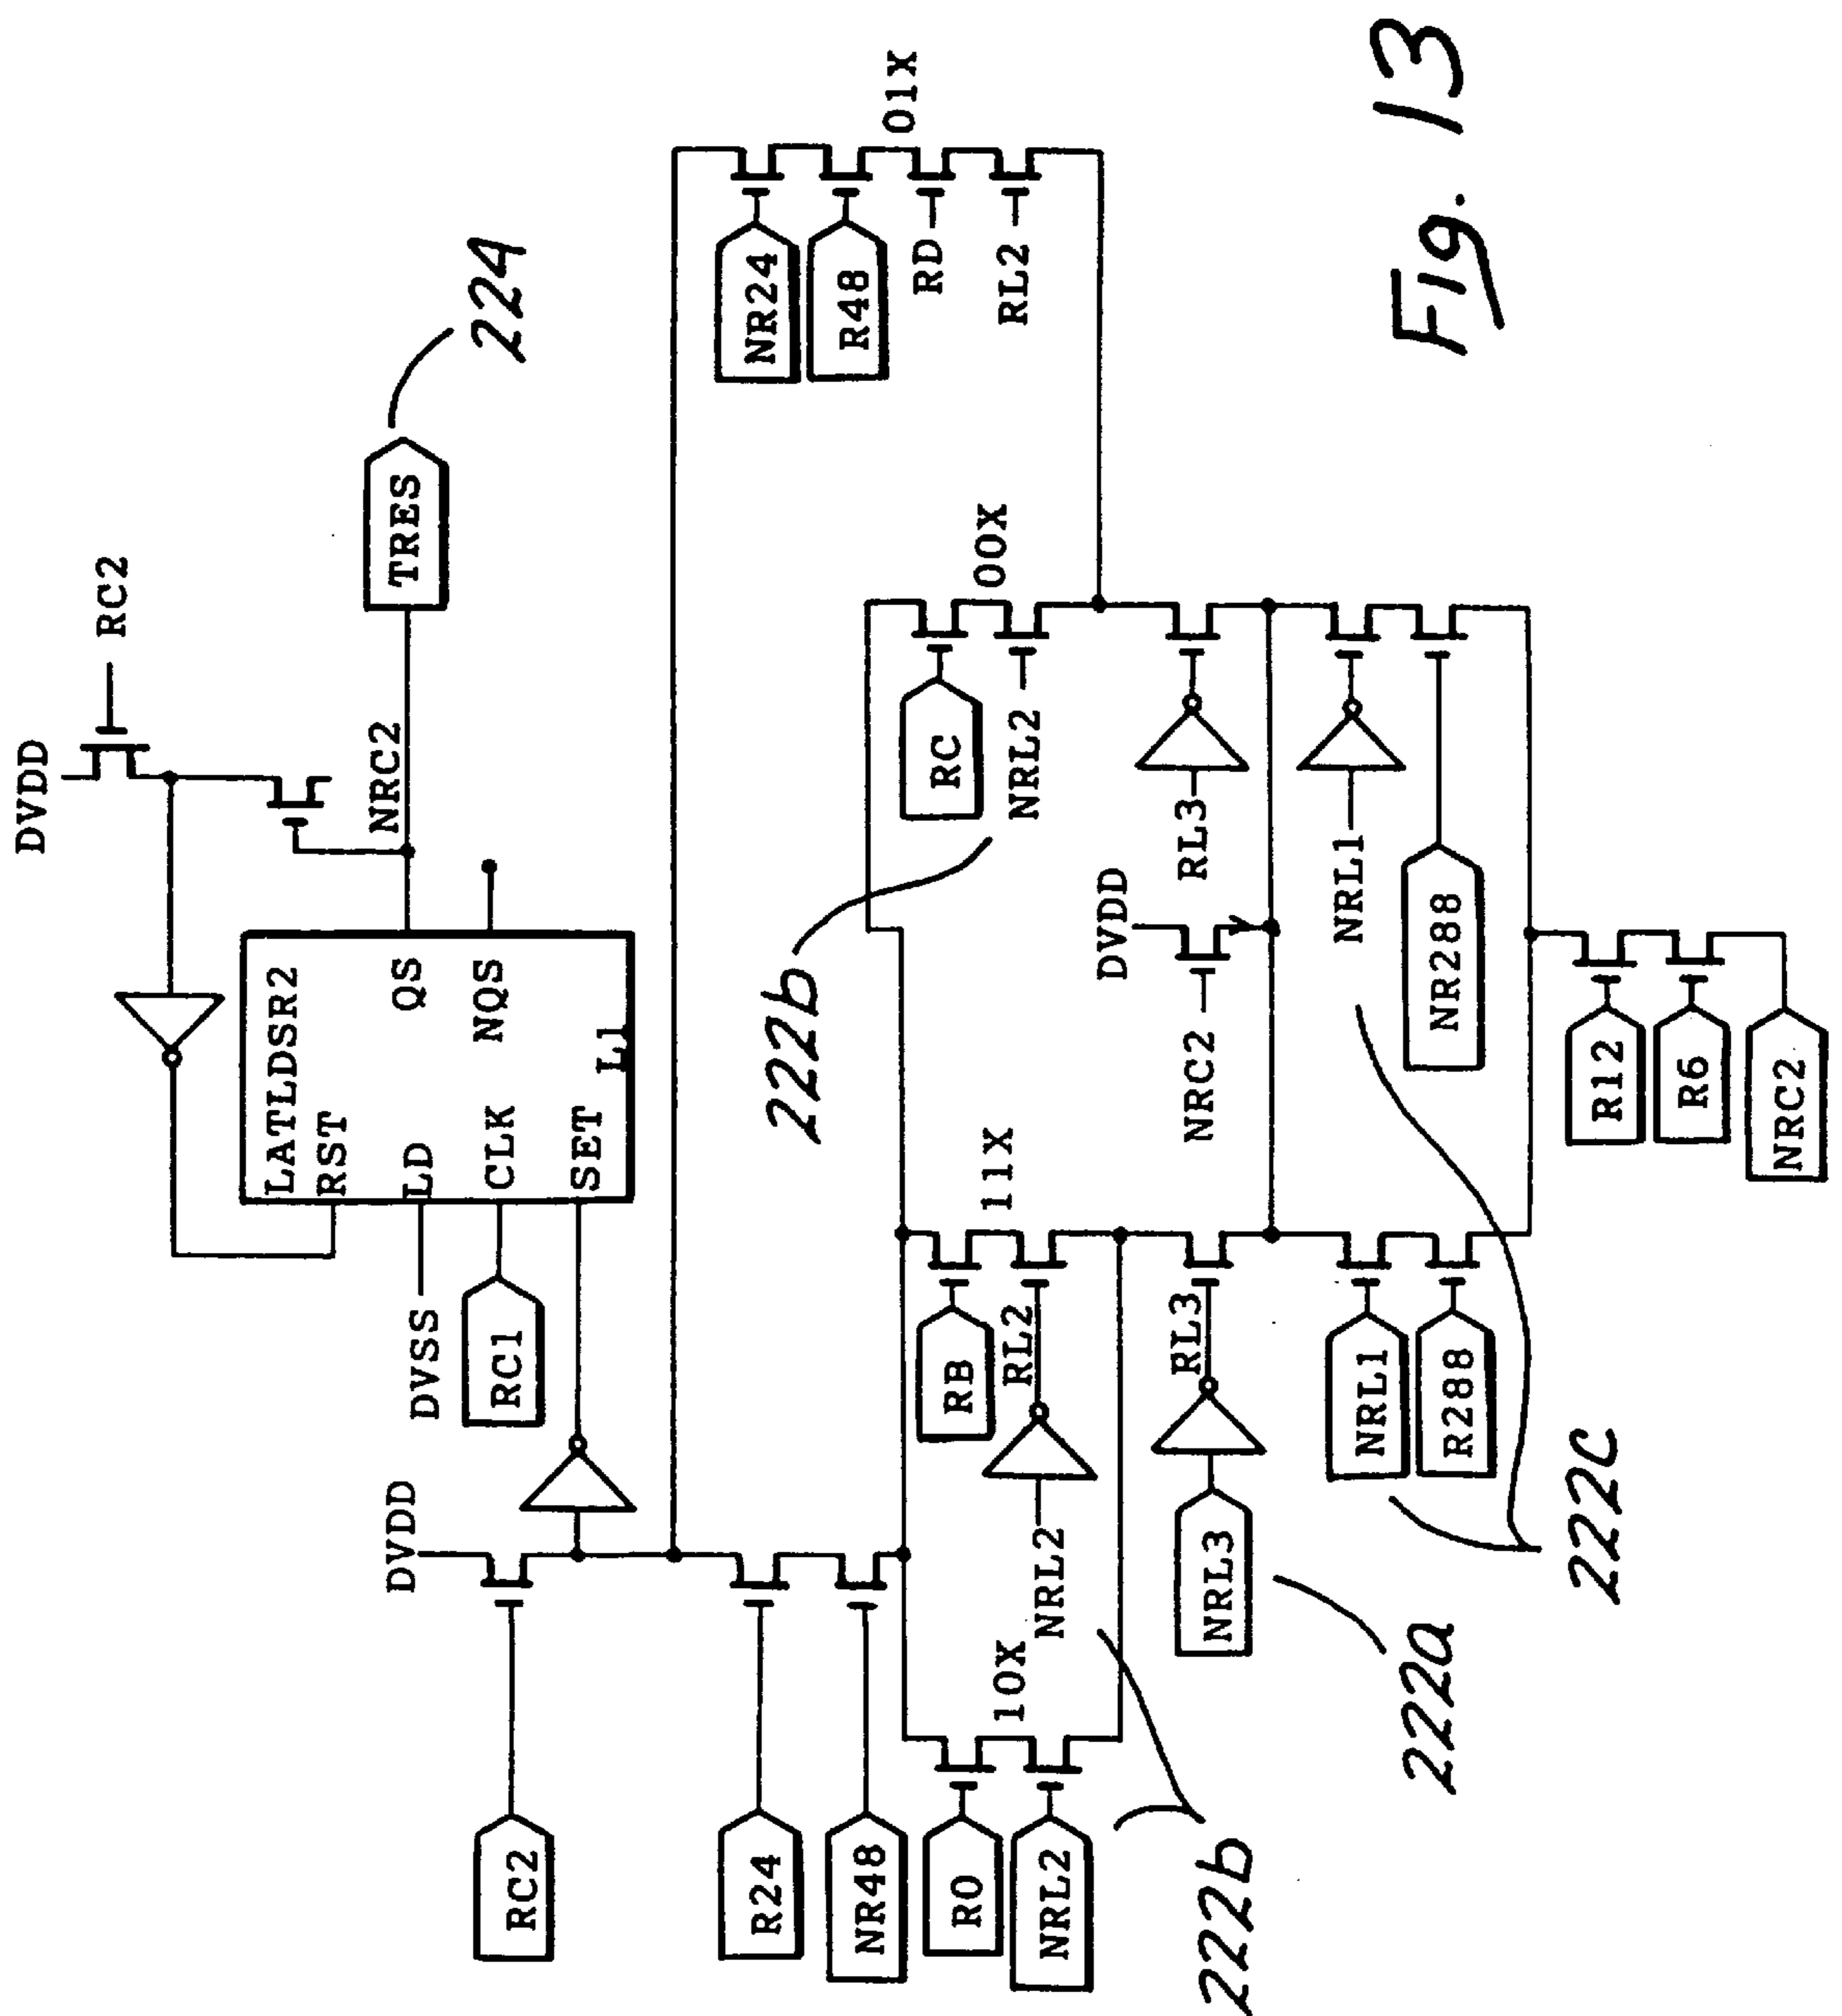 DVDD
RC2
LATLDSR2
RST
LD
CLK
SET
QS
NQS
L1
NRC2
TRES
224
DVSS
RC1
DVDD
RC2
R24
NR48
RO
NRL2
10X
NRL2
RB
RL2
11X
NRL3
RL3
NRL1
R288
222b
RC
NRL2
00X
DVDD
NRC2
RL3
NRL1
NR288
NR24
R48
RD
RL2
01X
R12
R6
NRC2
222b
222a
222c
Fig. 13